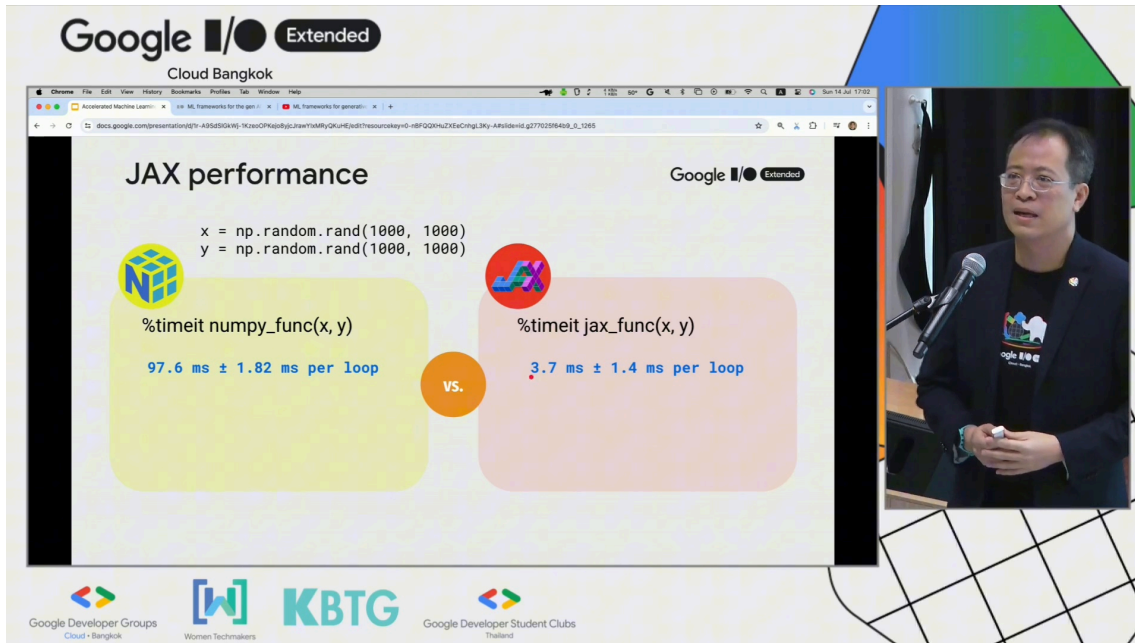 Google I/O Extended
Cloud Bangkok
Chrome File Edit View History Bookmarks Profiles Tab Window Help
Sun 14 Jul 17:02
Accelerated Machine Learnin
ML frameworks for the gen
ML frameworks for generative
JAX performance
Google I/O Extended
x = np.random.rand(1000, 1000)
y = np.random.rand(1000, 1000)
N
JAX
%timeit numpy_func(x, y)
%timeit jax_func(x, y)
97.6 ms ± 1.82 ms per loop
VS.
3.7 ms ± 1.4 ms per loop
Google Developer Groups
Cloud • Bangkok
Women Techmakers
KBTG
Google Developer Student Clubs
Thailand